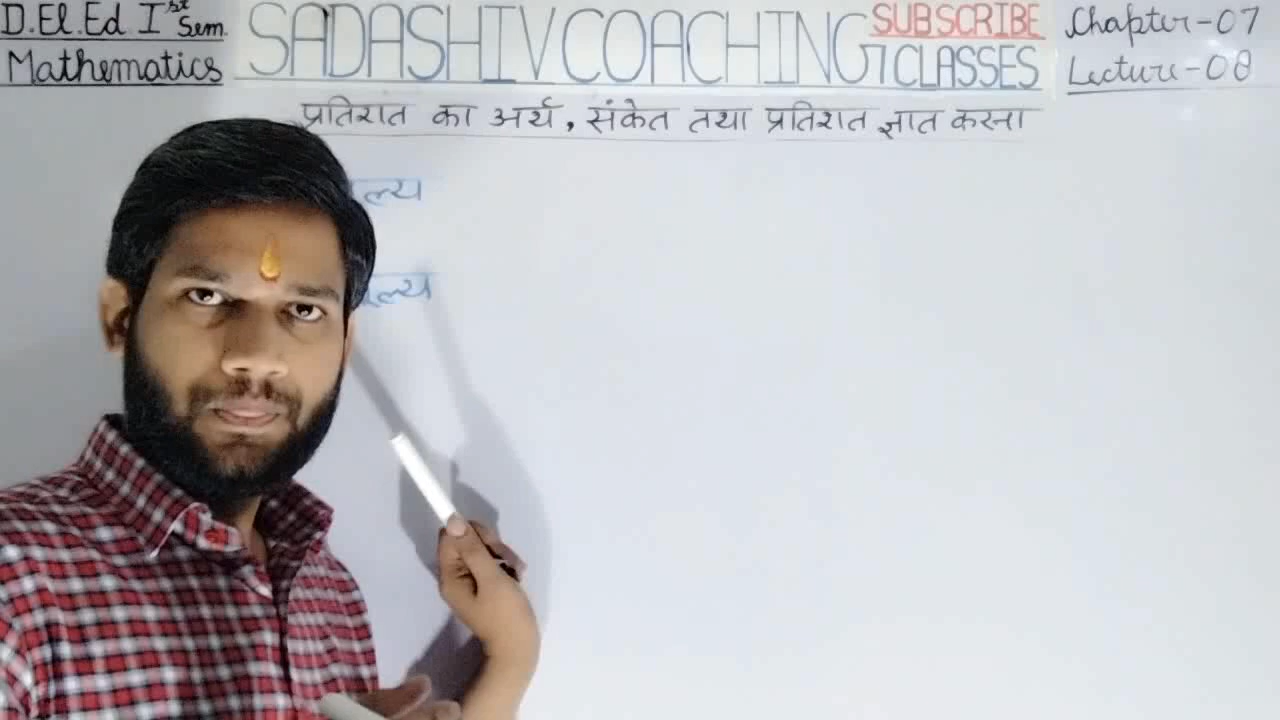 D.El.Ed Ist Sem.
Mathematics
SADASHIV COACHING
SUBSCRIBE
CLASSES
Chapter-07
Lecture-08
प्रतिशत का अर्थ, संकेत तथा प्रतिशत ज्ञात करना